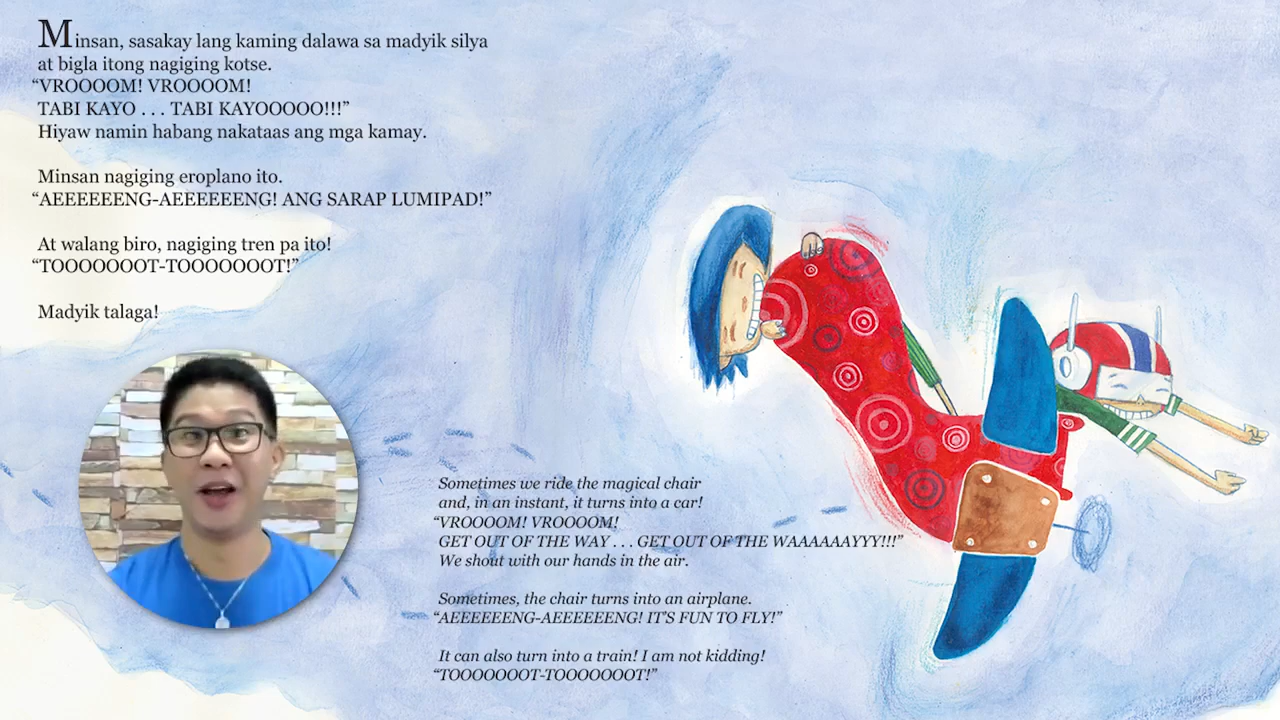 Minsan, sasakay lang kaming dalawa sa madyik silya
at bigla itong nagiging kotse.
“VROOOOM! VROOOOM!
TABI KAYO . . . TABI KAYOOOOO!!!”
Hiyaw namin habang nakataas ang mga kamay.
Minsan nagiging eroplano ito.
“AEEEEEENG-AEEEEEENG! ANG SARAP LUMIPAD!”
At walang biro, nagiging tren pa ito!
“TOOOOOOOT-TOOOOOOOT!”
Madyik talaga!
Sometimes we ride the magical chair
and, in an instant, it turns into a car!
“VROOOOM! VROOOOM!
GET OUT OF THE WAY . . . GET OUT OF THE WAAAAAAYYY!!!”
We shout with our hands in the air.
Sometimes, the chair turns into an airplane.
“AEEEEEENG-AEEEEEENG! IT'S FUN TO FLY!”
It can also turn into a train! I am not kidding!
“TOOOOOOOT-TOOOOOOOT!”